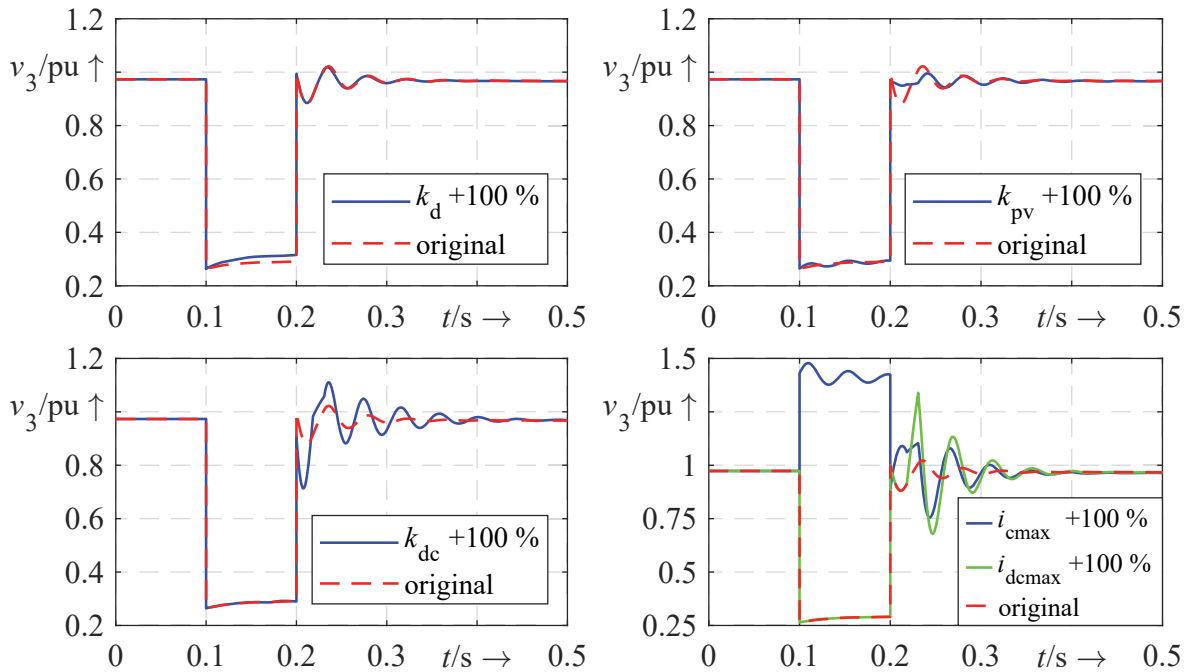 1.2
v3/pu ↑
0.8
0.6
0.4
0.2
kd +100 %
original
0
0.1
0.2
0.3
t/s →
0.5
1.2
v3/pu ↑
0.8
0.6
0.4
0.2
kpv +100 %
original
0
0.1
0.2
0.3
t/s →
0.5
1.2
v3/pu ↑
0.8
0.6
0.4
0.2
kdc +100 %
original
0
0.1
0.2
0.3
t/s →
0.5
1.5
v3/pu ↑
1
0.75
0.5
0.25
icmax +100 %
idcmax +100 %
original
0
0.1
0.2
0.3
t/s →
0.5